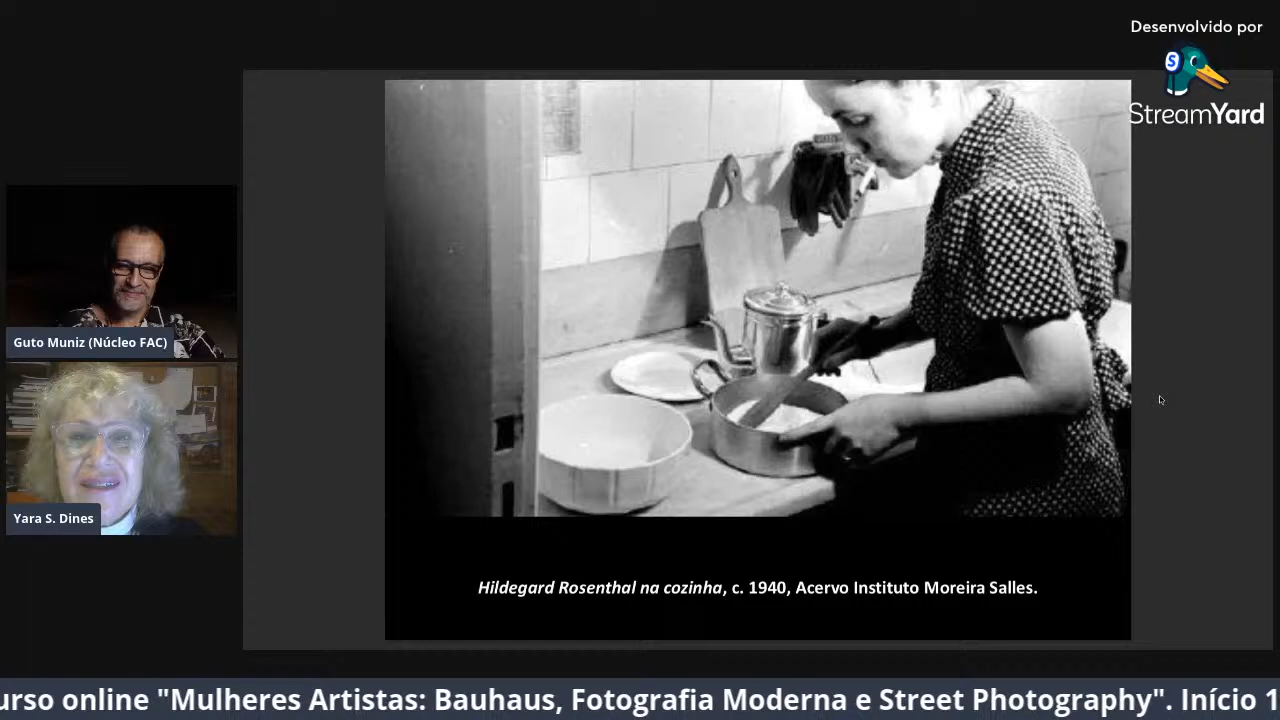 Desenvolvido por
StreamYard
Guto Muniz (Núcleo FAC)
Yara S. Dines
Hildegard Rosenthal na cozinha, c. 1940, Acervo Instituto Moreira Salles.
urso online "Mulheres Artistas: Bauhaus, Fotografia Moderna e Street Photography". Início 1